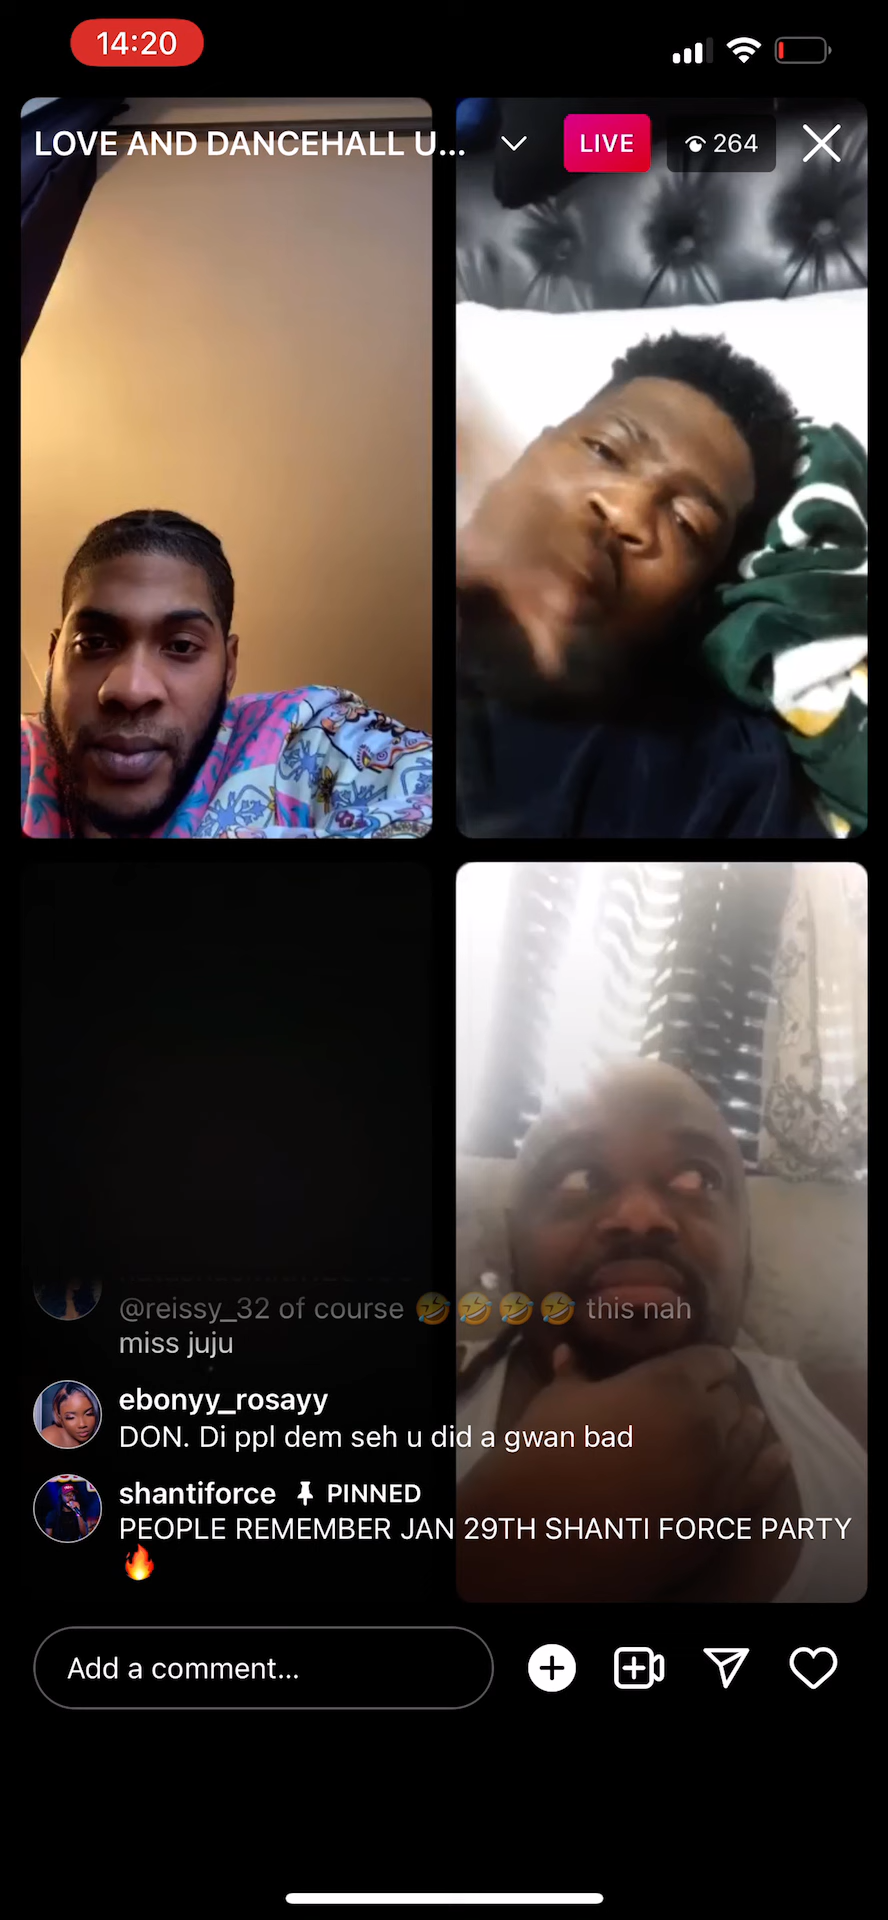 14:20
LOVE AND DANCEHALL U...
LIVE
264
@reissy_32 of course 🤣🤣🤣🤣 this nah
miss juju
ebonyy_rosayy
DON. Di ppl dem seh u did a gwan bad
shantiforce PINNED
PEOPLE REMEMBER JAN 29TH SHANTI FORCE PARTY
🔥
Add a comment...